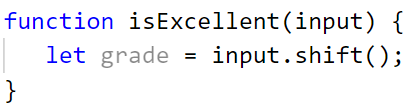 function isExcellent(input) {
   let grade = input.shift();
}